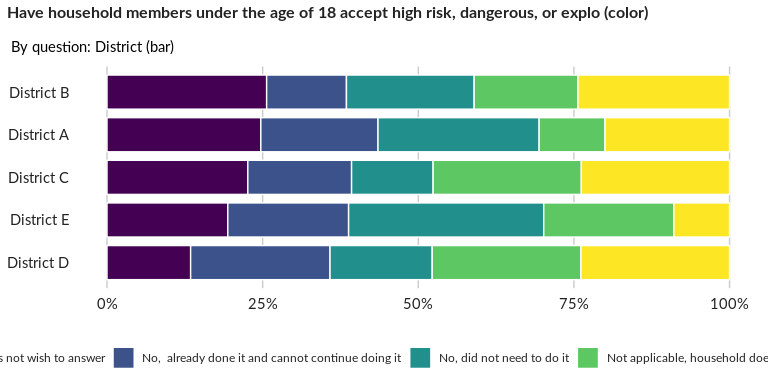 Have household members under the age of 18 accept high risk, dangerous, or explo (color)
By question: District (bar)
District B
District A
District C
District E
District D
0% 25% 50% 75% 100%
s not wish to answer No,  already done it and cannot continue doing it No, did not need to do it Not applicable, household doe